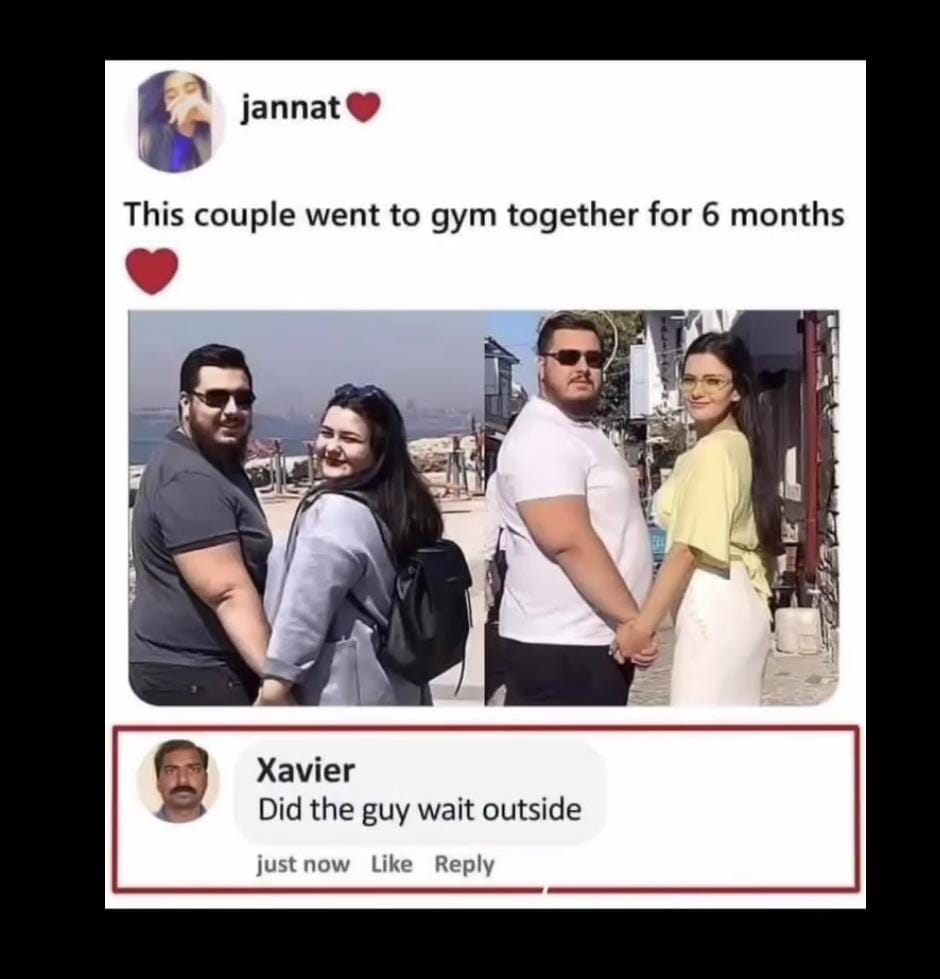 jannat❤️
This couple went to gym together for 6 months
❤️
Xavier
Did the guy wait outside
just now Like Reply